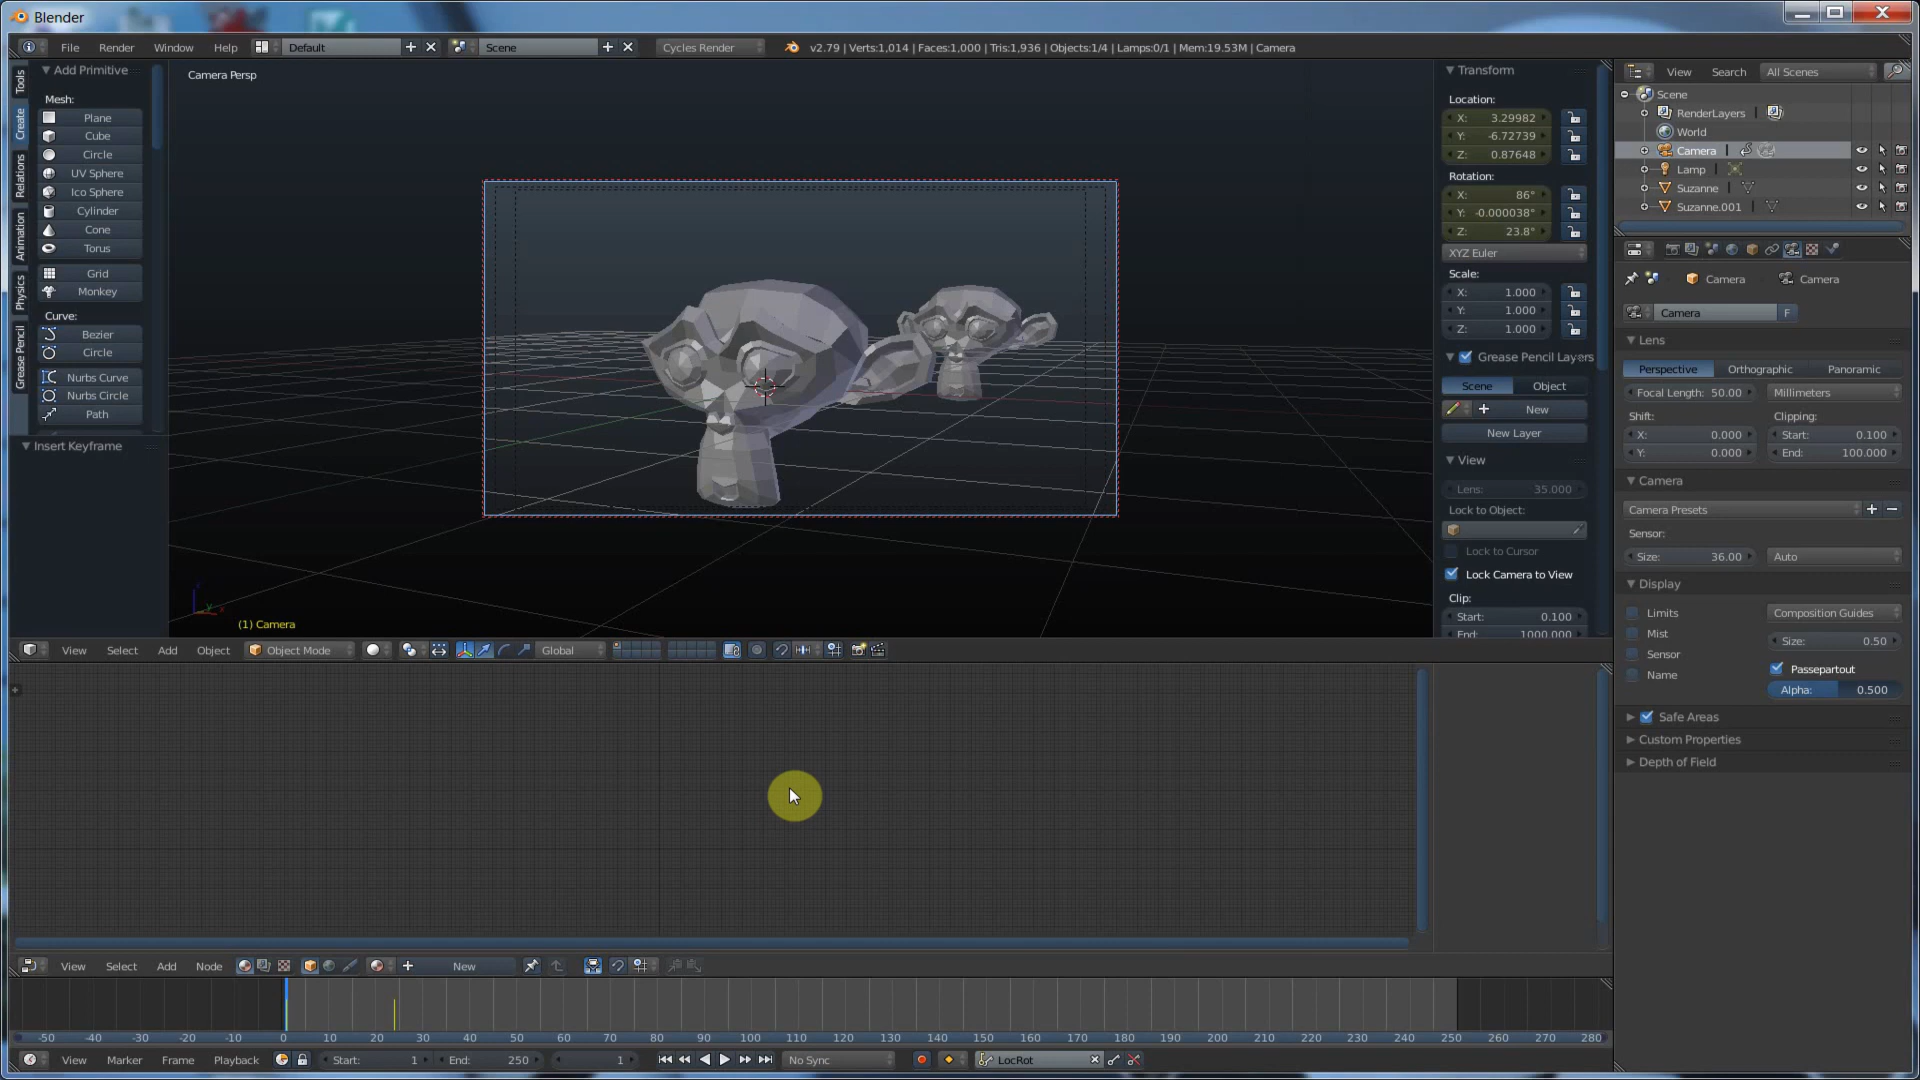 Blender
File Render Window Help Default Scene Cycles Render v2.79 | Verts:1,014 | Faces:1,000 | Tris:1,936 | Objects:1/4 | Lamps:0/1 | Mem:19.53M | Camera
Tools
Create
Relations
Animation
Physics
Grease Pencil
Add Primitive
Mesh:
Plane
Cube
Circle
UV Sphere
Ico Sphere
Cylinder
Cone
Torus
Grid
Monkey
Curve:
Bezier
Circle
Nurbs Curve
Nurbs Circle
Path
Insert Keyframe
Camera Persp
(1) Camera
Transform
Location:
X: 3.29982
Y: -6.72739
Z: 0.87648
Rotation:
X: 86°
Y: -0.000038°
Z: 23.8°
XYZ Euler
Scale:
X: 1.000
Y: 1.000
Z: 1.000
Grease Pencil Layers
Scene Object
New
New Layer
View
Lens: 35.000
Lock to Object:
Lock to Cursor
Lock Camera to View
Clip:
Start: 0.100
End: 1000.000
View Search All Scenes
Scene
RenderLayers
World
Camera
Lamp
Suzanne
Suzanne.001
Camera Camera
Camera F
Lens
Perspective Orthographic Panoramic
Focal Length: 50.00 Millimeters
Shift: Clipping:
X: 0.000 Start: 0.100
Y: 0.000 End: 100.000
Camera
Camera Presets
Sensor:
Size: 36.00 Auto
Display
Limits Composition Guides
Mist Size: 0.50
Sensor Passepartout
Name Alpha: 0.500
Safe Areas
Custom Properties
Depth of Field
View Select Add Object Object Mode Global
View Select Add Node New
-50 -40 -30 -20 -10 0 10 20 30 40 50 60 70 80 90 100 110 120 130 140 150 160 170 180 190 200 210 220 230 240 250 260 270 280
View Marker Frame Playback Start: 1 End: 250 1 No Sync LocRot